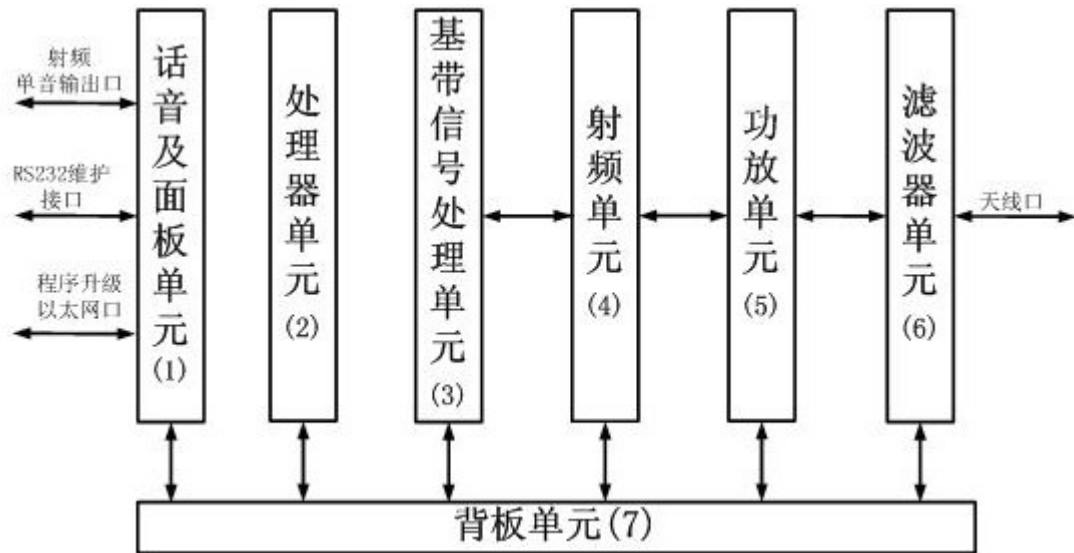 射频
单音输出口
RS232维护
接口
程序升级
以太网口
话音及面板单元(1)
处理器单元(2)
基带信号处理单元(3)
射频单元(4)
功放单元(5)
滤波器单元(6)
天线口
背板单元(7)